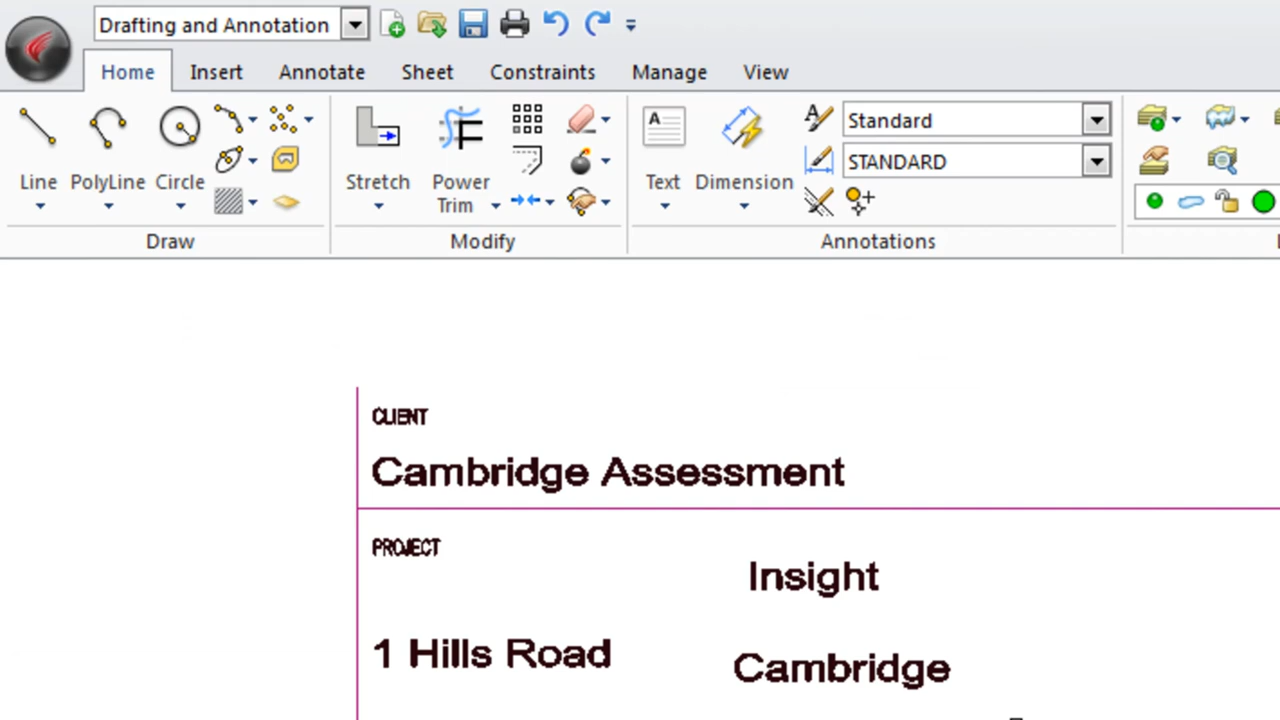 Drafting and Annotation
Home Insert Annotate Sheet Constraints Manage View
Standard
STANDARD
Line PolyLine Circle Stretch Power Trim Text Dimension
Draw Modify Annotations
CLIENT
Cambridge Assessment
PROJECT
Insight
1 Hills Road
Cambridge